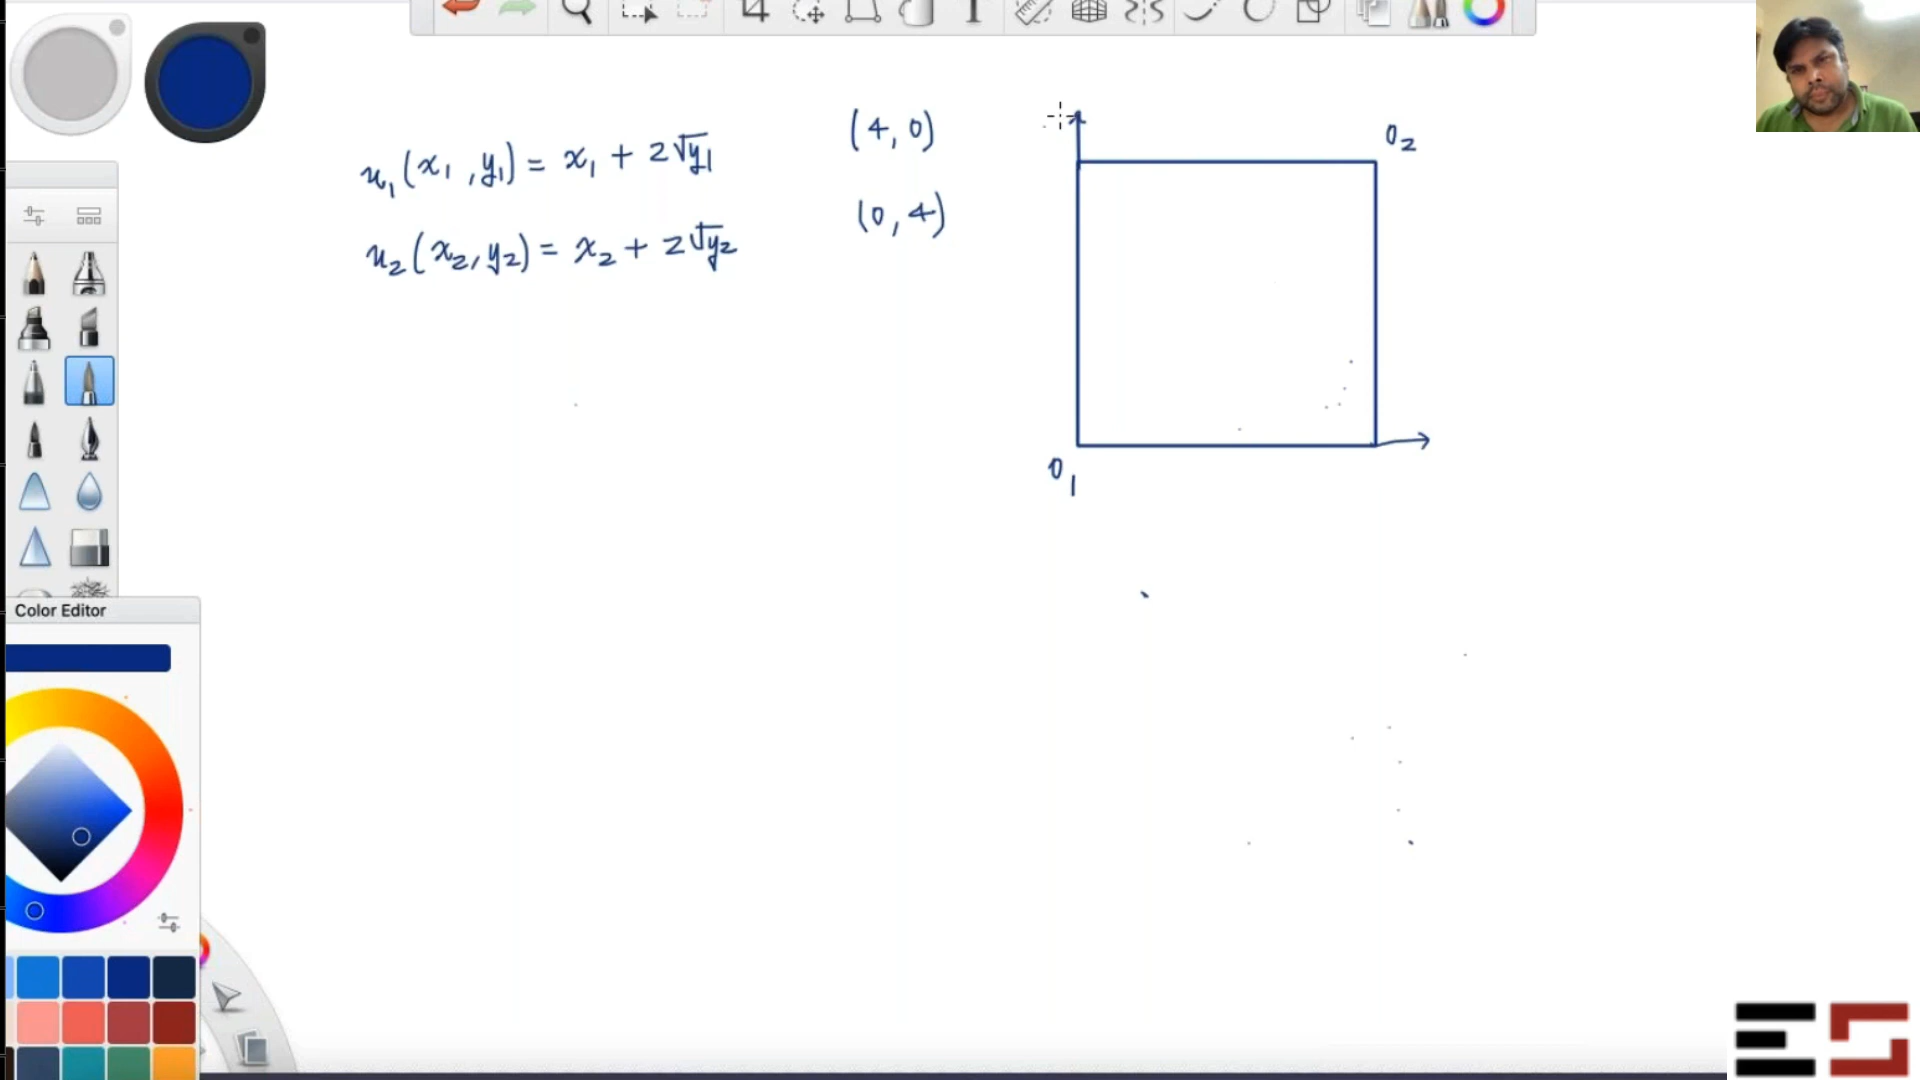 u₁(x₁, y₁) = x₁ + 2√y₁
(4, 0)
u₂(x₂, y₂) = x₂ + 2√y₂
(0, 4)
O₂
O₁
Color Editor
ES